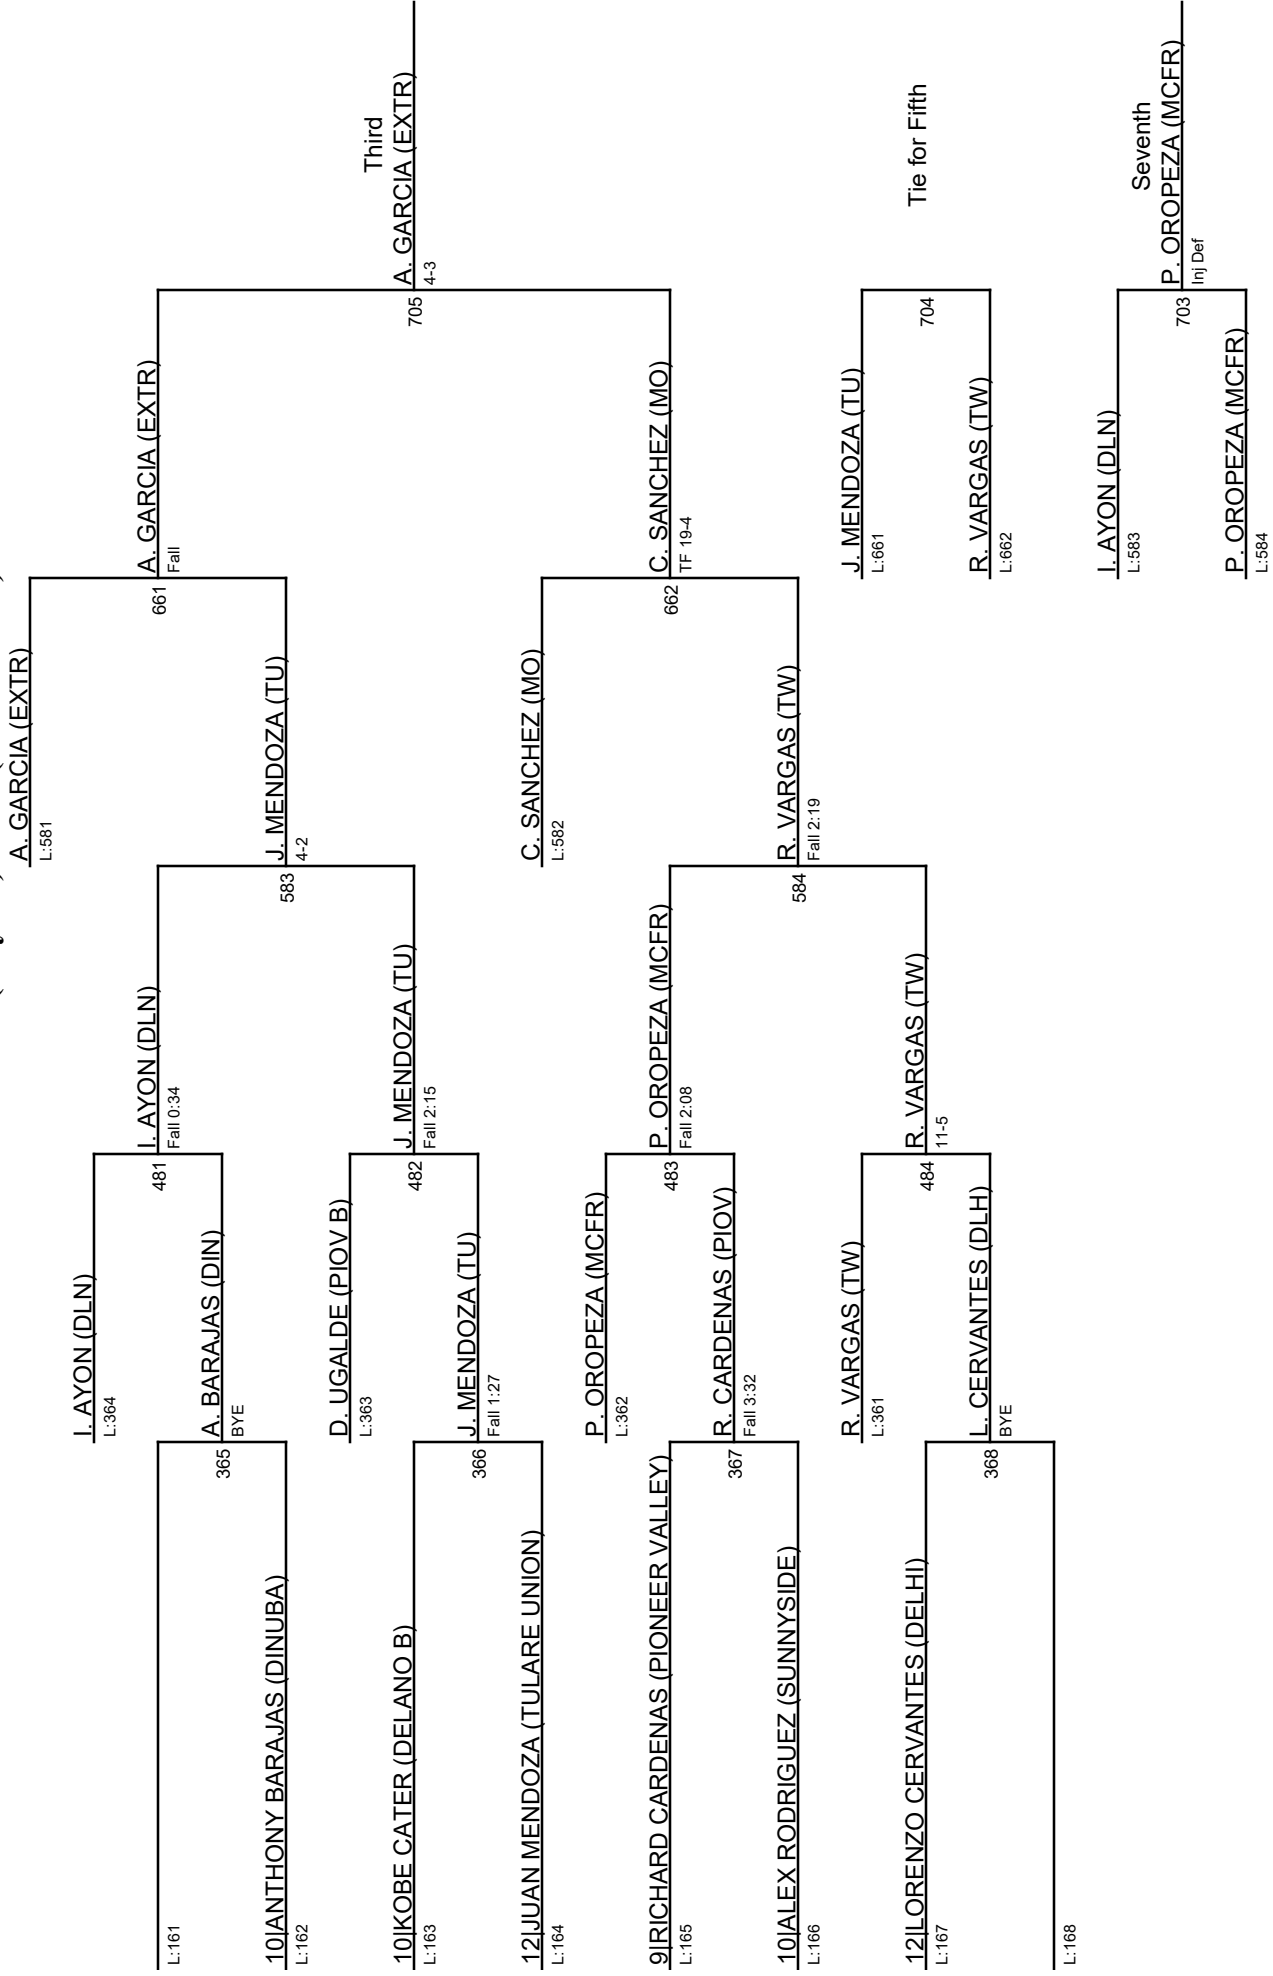 L:161
L:162
10|ANTHONY BARAJAS (DINUBA)
L:163
10|KOBE CATER (DELANO B)
L:164
12|JUAN MENDOZA (TULARE UNION)
L:165
9|RICHARD CARDENAS (PIONEER VALLEY)
L:166
10|ALEX RODRIGUEZ (SUNNYSIDE)
L:167
12|LORENZO CERVANTES (DELHI)
L:168
I. AYON (DLN)
L:364
365
A. BARAJAS (DIN)
BYE
D. UGALDE (PIOV B)
L:363
366
J. MENDOZA (TU)
Fall 1:27
P. OROPEZA (MCFR)
L:362
367
R. CARDENAS (PIOV)
Fall 3:32
R. VARGAS (TW)
L:361
368
L. CERVANTES (DLH)
BYE
481
I. AYON (DLN)
Fall 0:34
482
J. MENDOZA (TU)
Fall 2:15
483
P. OROPEZA (MCFR)
Fall 2:08
484
R. VARGAS (TW)
11-5
A. GARCIA (EXTR)
L:581
583
J. MENDOZA (TU)
4-2
C. SANCHEZ (MO)
L:582
584
R. VARGAS (TW)
Fall 2:19
661
A. GARCIA (EXTR)
Fall
662
C. SANCHEZ (MO)
TF 19-4
705
Third
A. GARCIA (EXTR)
4-3
J. MENDOZA (TU)
L:661
704
R. VARGAS (TW)
L:662
Tie for Fifth
I. AYON (DLN)
L:583
703
P. OROPEZA (MCFR)
L:584
Seventh
P. OROPEZA (MCFR)
Inj Def